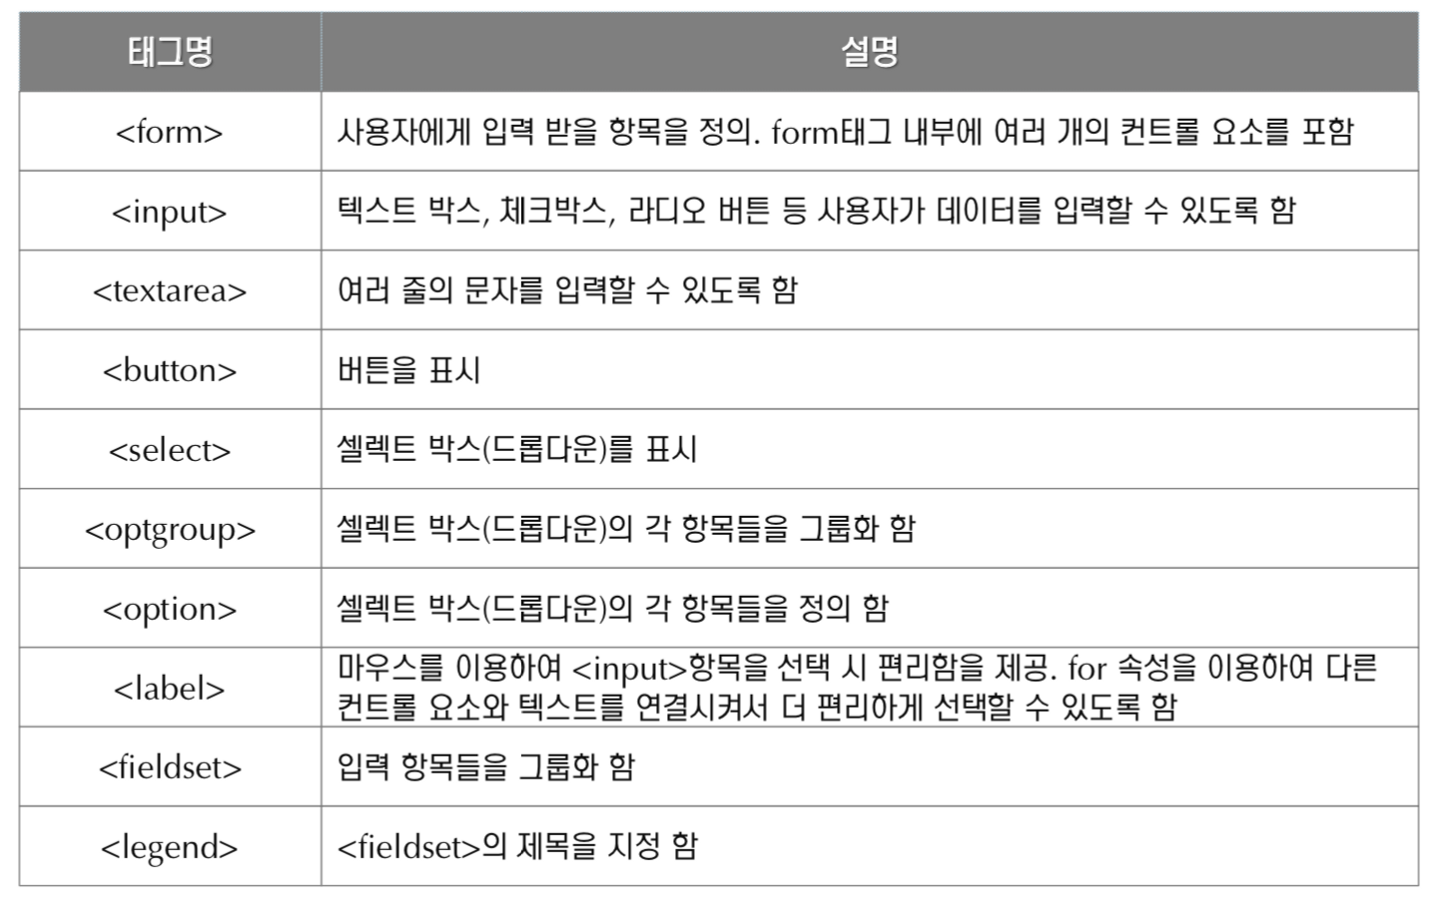 태그명 설명
<form> 사용자에게 입력 받을 항목을 정의. form태그 내부에 여러 개의 컨트롤 요소를 포함
<input> 텍스트 박스, 체크박스, 라디오 버튼 등 사용자가 데이터를 입력할 수 있도록 함
<textarea> 여러 줄의 문자를 입력할 수 있도록 함
<button> 버튼을 표시
<select> 셀렉트 박스(드롭다운)를 표시
<optgroup> 셀렉트 박스(드롭다운)의 각 항목들을 그룹화 함
<option> 셀렉트 박스(드롭다운)의 각 항목들을 정의 함
<label> 마우스를 이용하여 <input>항목을 선택 시 편리함을 제공. for 속성을 이용하여 다른
컨트롤 요소와 텍스트를 연결시켜서 더 편리하게 선택할 수 있도록 함
<fieldset> 입력 항목들을 그룹화 함
<legend> <fieldset>의 제목을 지정 함